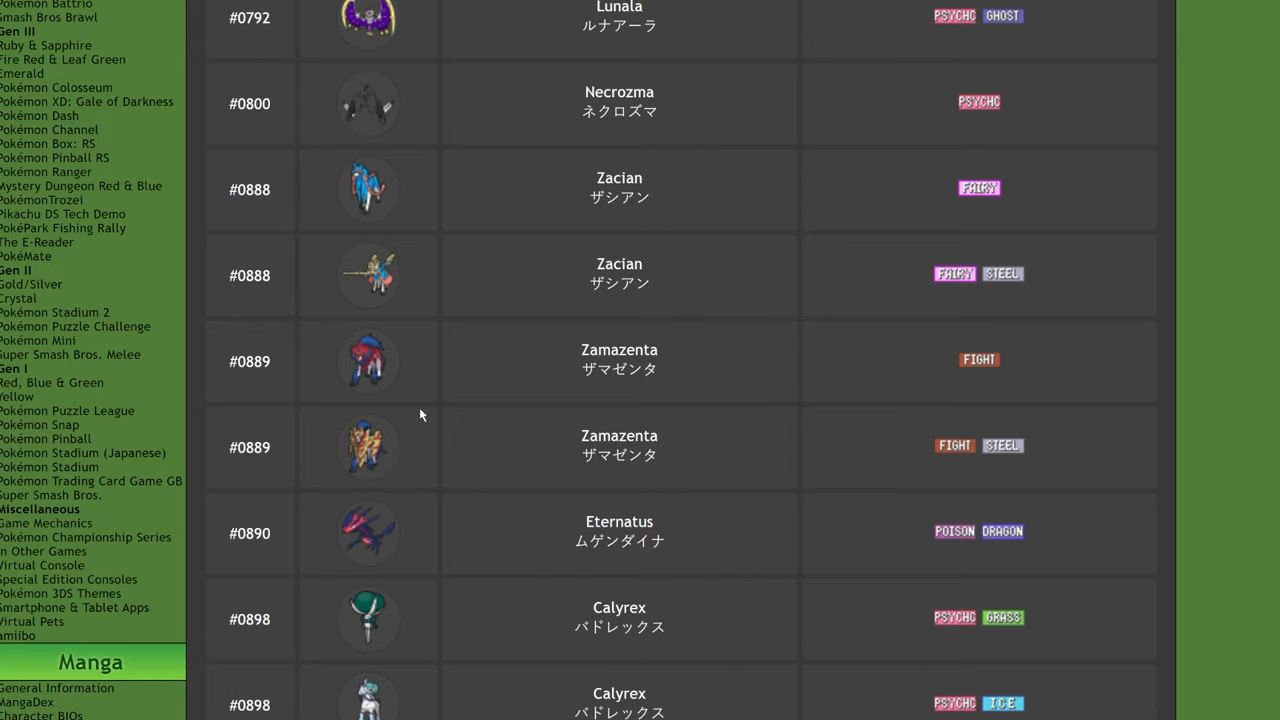 Pokémon Battrio
Smash Bros Brawl
Gen III
Ruby & Sapphire
Fire Red & Leaf Green
Emerald
Pokémon Colosseum
Pokémon XD: Gale of Darkness
Pokémon Dash
Pokémon Channel
Pokémon Box: RS
Pokémon Pinball RS
Pokémon Ranger
Mystery Dungeon Red & Blue
PokémonTrozei
Pikachu DS Tech Demo
PokéPark Fishing Rally
The E-Reader
PokéMate
Gen II
Gold/Silver
Crystal
Pokémon Stadium 2
Pokémon Puzzle Challenge
Pokémon Mini
Super Smash Bros. Melee
Gen I
Red, Blue & Green
Yellow
Pokémon Puzzle League
Pokémon Snap
Pokémon Pinball
Pokémon Stadium (Japanese)
Pokémon Stadium
Pokémon Trading Card Game GB
Super Smash Bros.
Miscellaneous
Game Mechanics
Pokémon Championship Series
In Other Games
Virtual Console
Special Edition Consoles
Pokémon 3DS Themes
Smartphone & Tablet Apps
Virtual Pets
amiibo
Manga
General Information
MangaDex
Character BIOs
#0792
Lunala
ルナアーラ
PSYCHC GHOST
#0800
Necrozma
ネクロズマ
PSYCHC
#0888
Zacian
ザシアン
FAIRY
#0888
Zacian
ザシアン
FAIRY STEEL
#0889
Zamazenta
ザマゼンタ
FIGHT
#0889
Zamazenta
ザマゼンタ
FIGHT STEEL
#0890
Eternatus
ムゲンダイナ
POISON DRAGON
#0898
Calyrex
バドレックス
PSYCHC GRASS
#0898
Calyrex
バドレックス
PSYCHC ICE